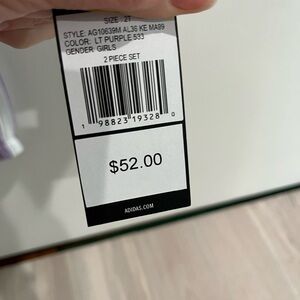 SIZE: 2T
STYLE: AG10639M AL36 KE MA99
COLOR: LT PURPLE 533
GENDER: GIRLS
2 PIECE SET
1 98823 19328 0
$52.00
ADIDAS.COM